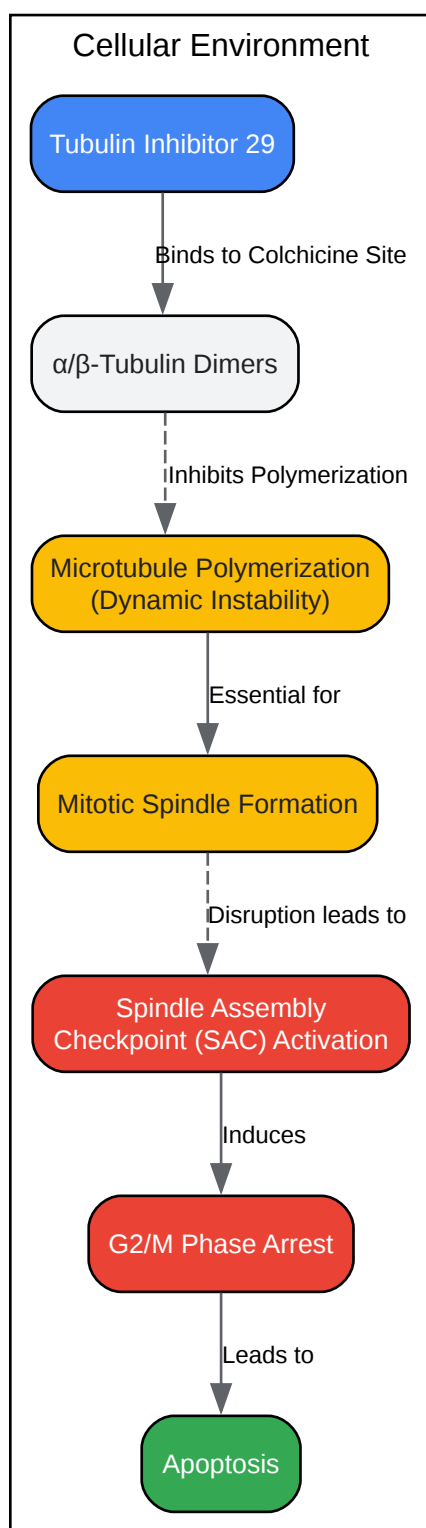 Cellular Environment
Tubulin Inhibitor 29
Binds to Colchicine Site
α/β-Tubulin Dimers
Inhibits Polymerization
Microtubule Polymerization
(Dynamic Instability)
Essential for
Mitotic Spindle Formation
Disruption leads to
Spindle Assembly
Checkpoint (SAC) Activation
Induces
G2/M Phase Arrest
Leads to
Apoptosis